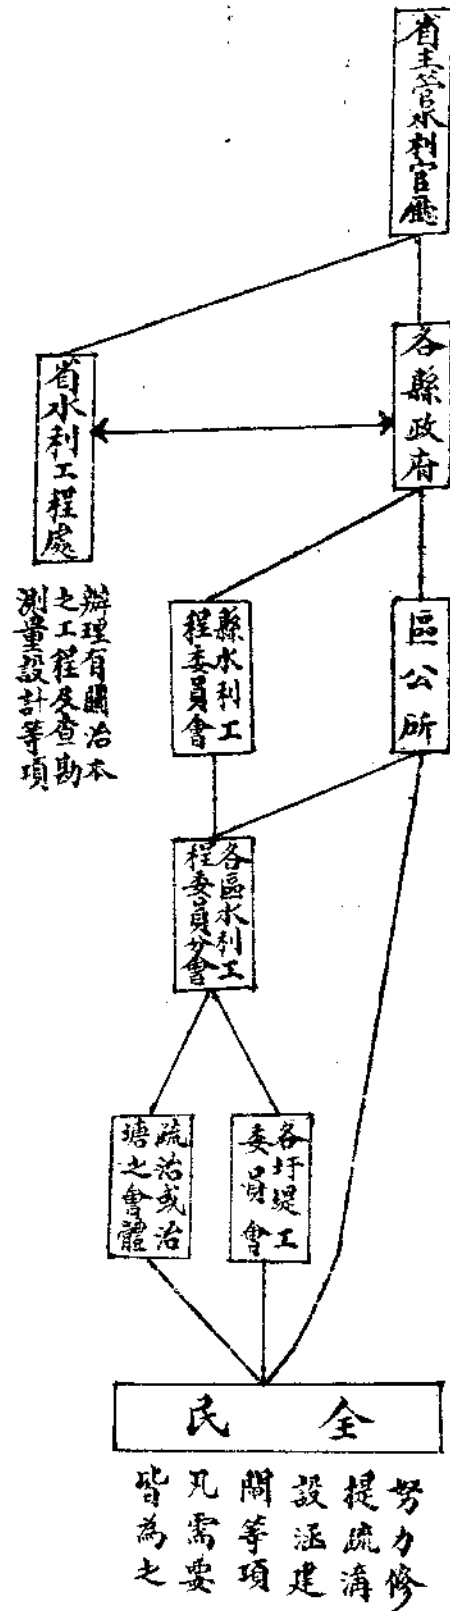 省主管水利官廳
各縣政府
省水利工程處
辦理有關治本
之工程及查勘
測量設計等項
區公所
縣水利工
程委員會
各區水利工
程委員分會
各圩堤工
委員會
疏治或治
塘之會體
全民
努力修
提疏溝
設涵建
閘等項
凡需要
皆為之